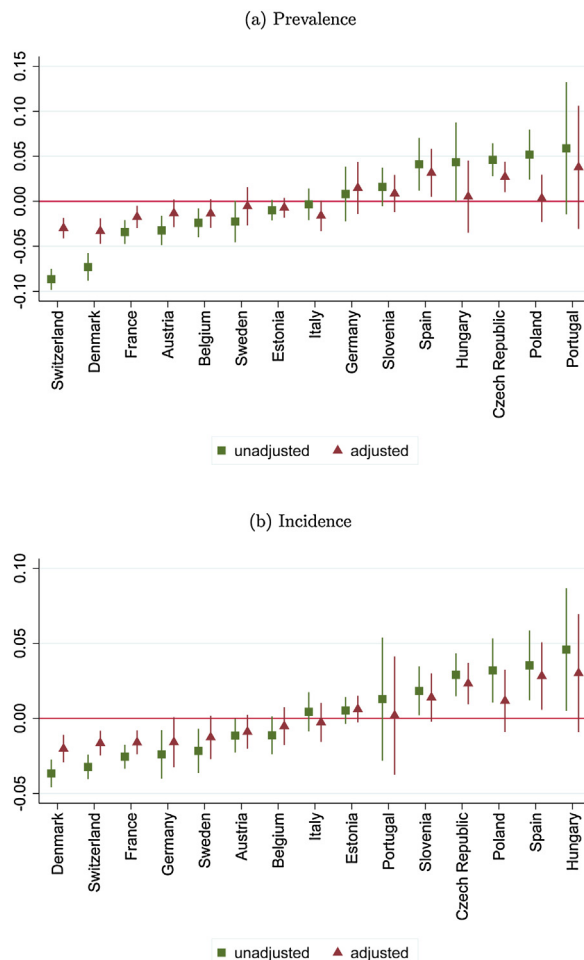 (a) Prevalence
0.15
0.10
0.05
0.00
-0.05
-0.10
Switzerland
Denmark
France
Austria
Belgium
Sweden
Estonia
Italy
Germany
Slovenia
Spain
Hungary
Czech Republic
Poland
Portugal
unadjusted adjusted
(b) Incidence
0.10
0.05
0.00
-0.05
Denmark
Switzerland
France
Germany
Sweden
Austria
Belgium
Italy
Estonia
Portugal
Slovenia
Czech Republic
Poland
Spain
Hungary
unadjusted adjusted